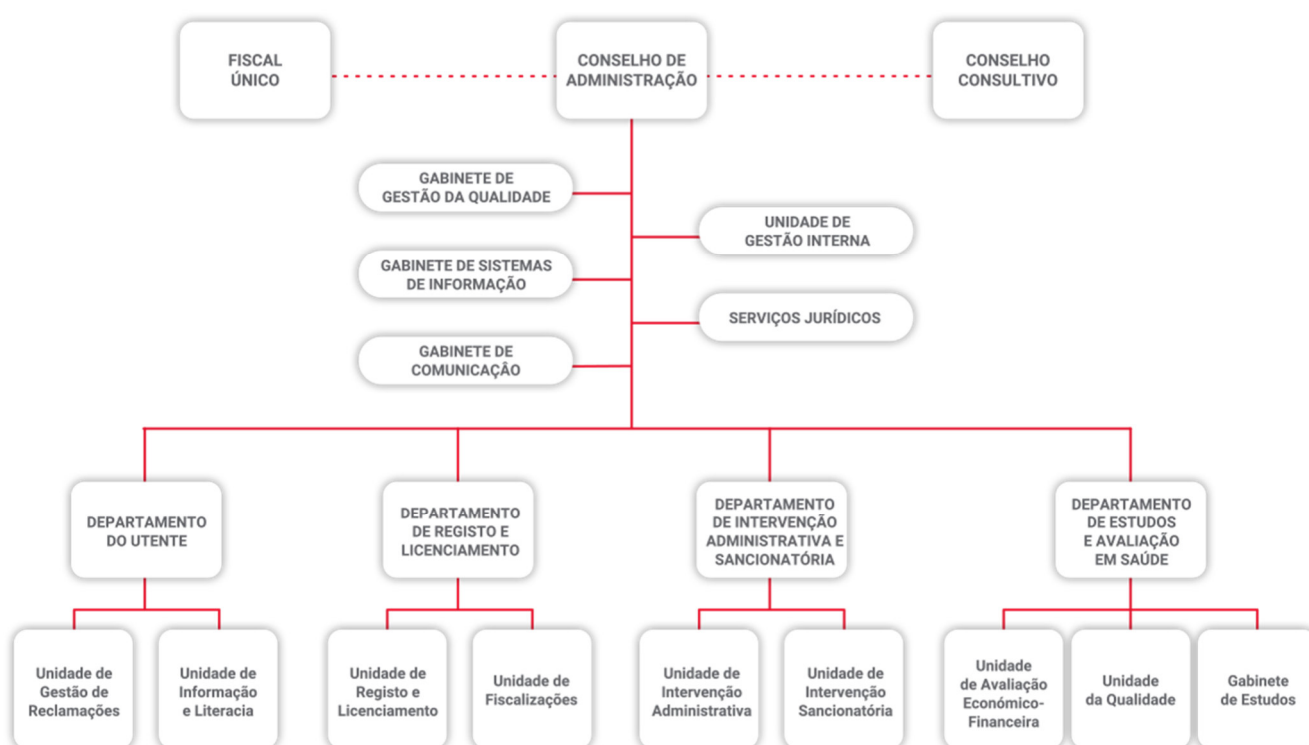 FISCAL
ÚNICO
CONSELHO DE
ADMINISTRAÇÃO
CONSELHO
CONSULTIVO
GABINETE DE
GESTÃO DA QUALIDADE
UNIDADE DE
GESTÃO INTERNA
GABINETE DE SISTEMAS
DE INFORMAÇÃO
SERVIÇOS JURÍDICOS
GABINETE DE
COMUNICAÇÃO
DEPARTAMENTO
DO UTENTE
DEPARTAMENTO
DE REGISTO E
LICENCIAMENTO
DEPARTAMENTO
DE INTERVENÇÃO
ADMINISTRATIVA E
SANCIONATÓRIA
DEPARTAMENTO
DE ESTUDOS
E AVALIAÇÃO
EM SAÚDE
Unidade de
Gestão de
Reclamações
Unidade de
Informação
e Literacia
Unidade de
Registo e
Licenciamento
Unidade de
Fiscalizações
Unidade de
Intervenção
Administrativa
Unidade de
Intervenção
Sancionatória
Unidade
de Avaliação
Económico-
Financeira
Unidade
da Qualidade
Gabinete
de Estudos